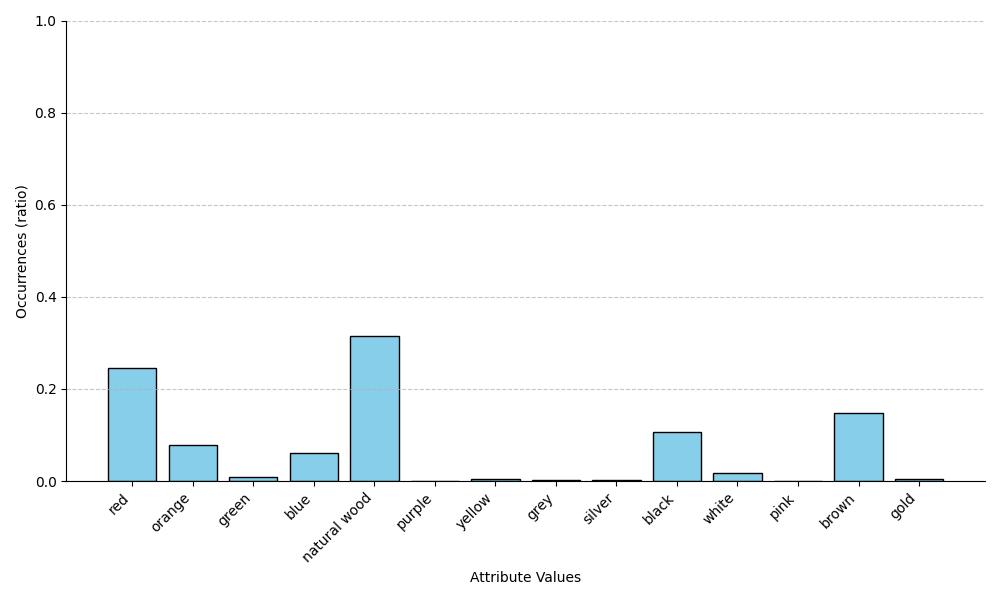 1.0
0.8
0.6
0.4
0.2
0.0
Occurrences (ratio)
red
orange
green
blue
natural wood
purple
yellow
grey
silver
black
white
pink
brown
gold
Attribute Values